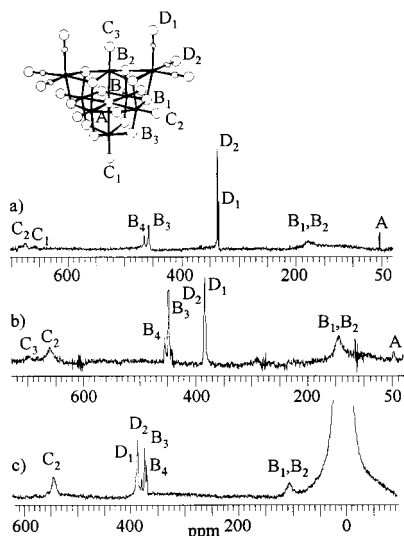 D1
C3
B2
D2
B
B1
A
C2
B3
C1
D2
a)
C2 C1 B4 B3 D1 B1,B2 A
600 400 200 50
b)
D2 D1
B4 B3 B1,B2
C3 C2 A
600 400 200 50
c)
D2
D1 B3
C2 B4 B1,B2
600 400 200 0
ppm